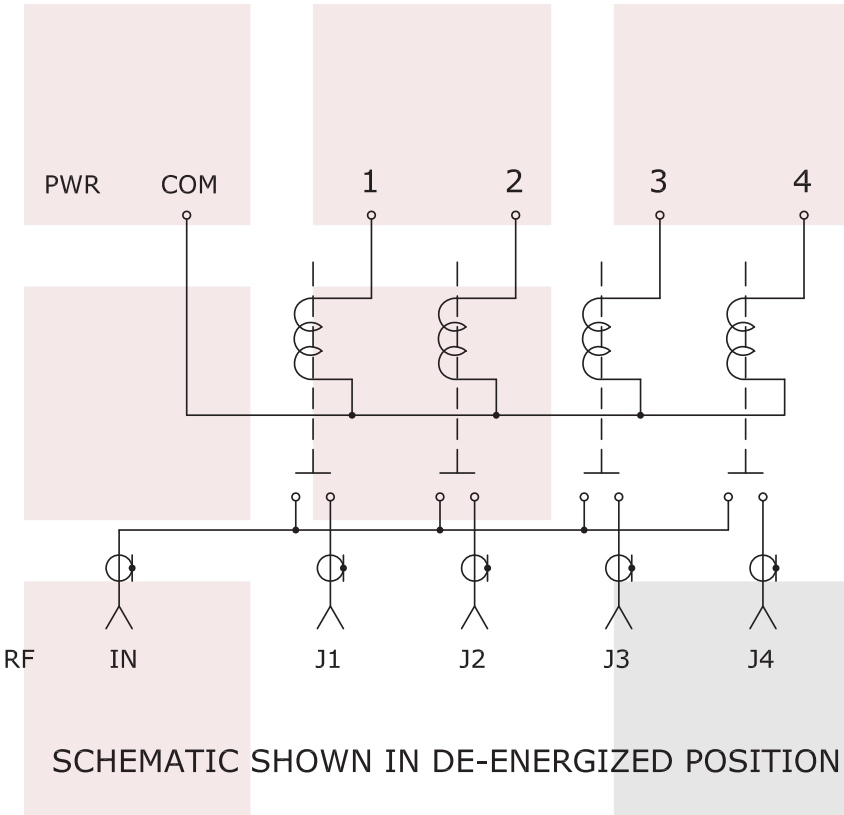 PWR COM 1 2 3 4
RF IN J1 J2 J3 J4
SCHEMATIC SHOWN IN DE-ENERGIZED POSITION